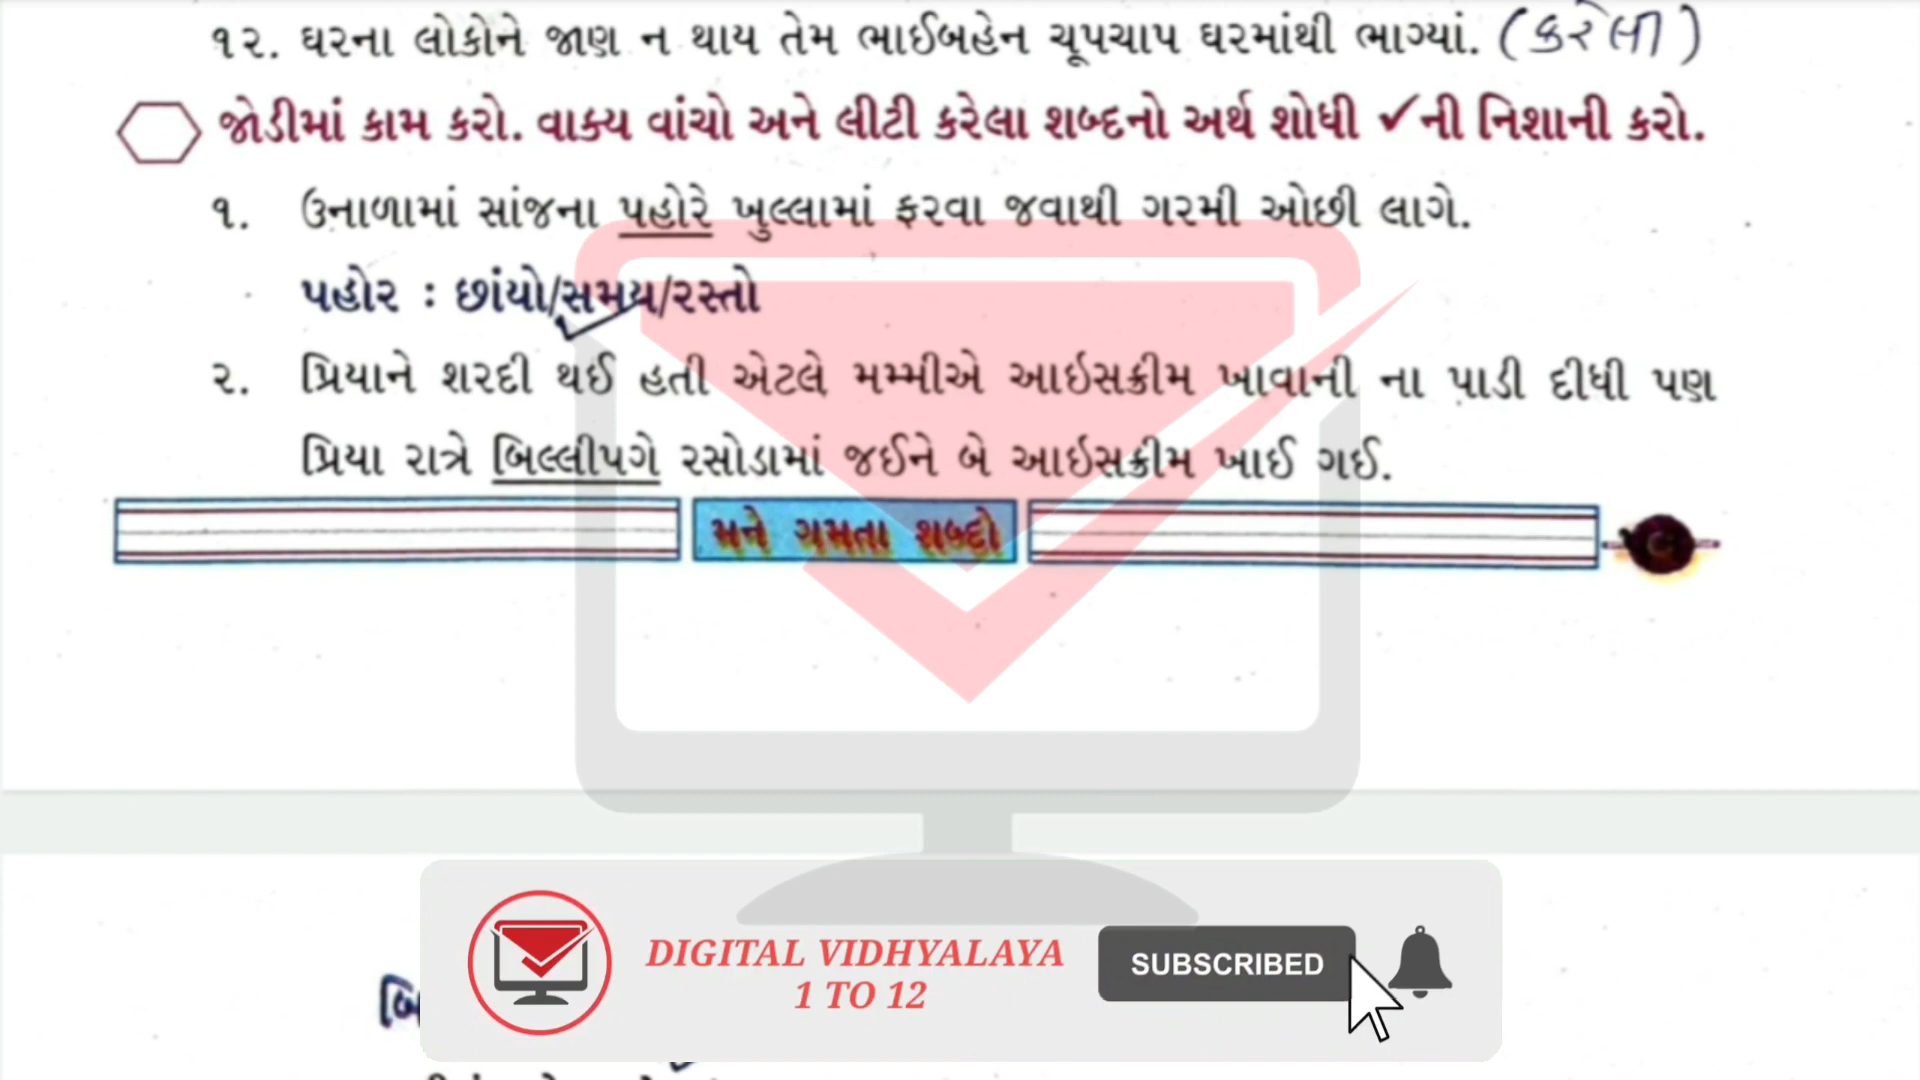 ૧૨. ઘરના લોકોને જાણ ન થાય તેમ ભાઈબહેન ચૂપચાપ ઘરમાંથી ભાગ્યાં. (કરેલી)
જોડીમાં કામ કરો. વાક્ય વાંચો અને લીટી કરેલા શબ્દનો અર્થ શોધી ✓ની નિશાની કરો.
૧. ઉનાળામાં સાંજના પહોરે ખુલ્લામાં ફરવા જવાથી ગરમી ઓછી લાગે.
પહોર : છાંયો/સમય/રસ્તો
૨. પ્રિયાને શરદી થઈ હતી એટલે મમ્મીએ આઇસક્રીમ ખાવાની ના પાડી દીધી પણ
પ્રિયા રાત્રે બિલ્લીપગે રસોડામાં જઈને બે આઇસક્રીમ ખાઈ ગઈ.
મને ગમતા શબ્દો
DIGITAL VIDHYALAYA
1 TO 12
SUBSCRIBED